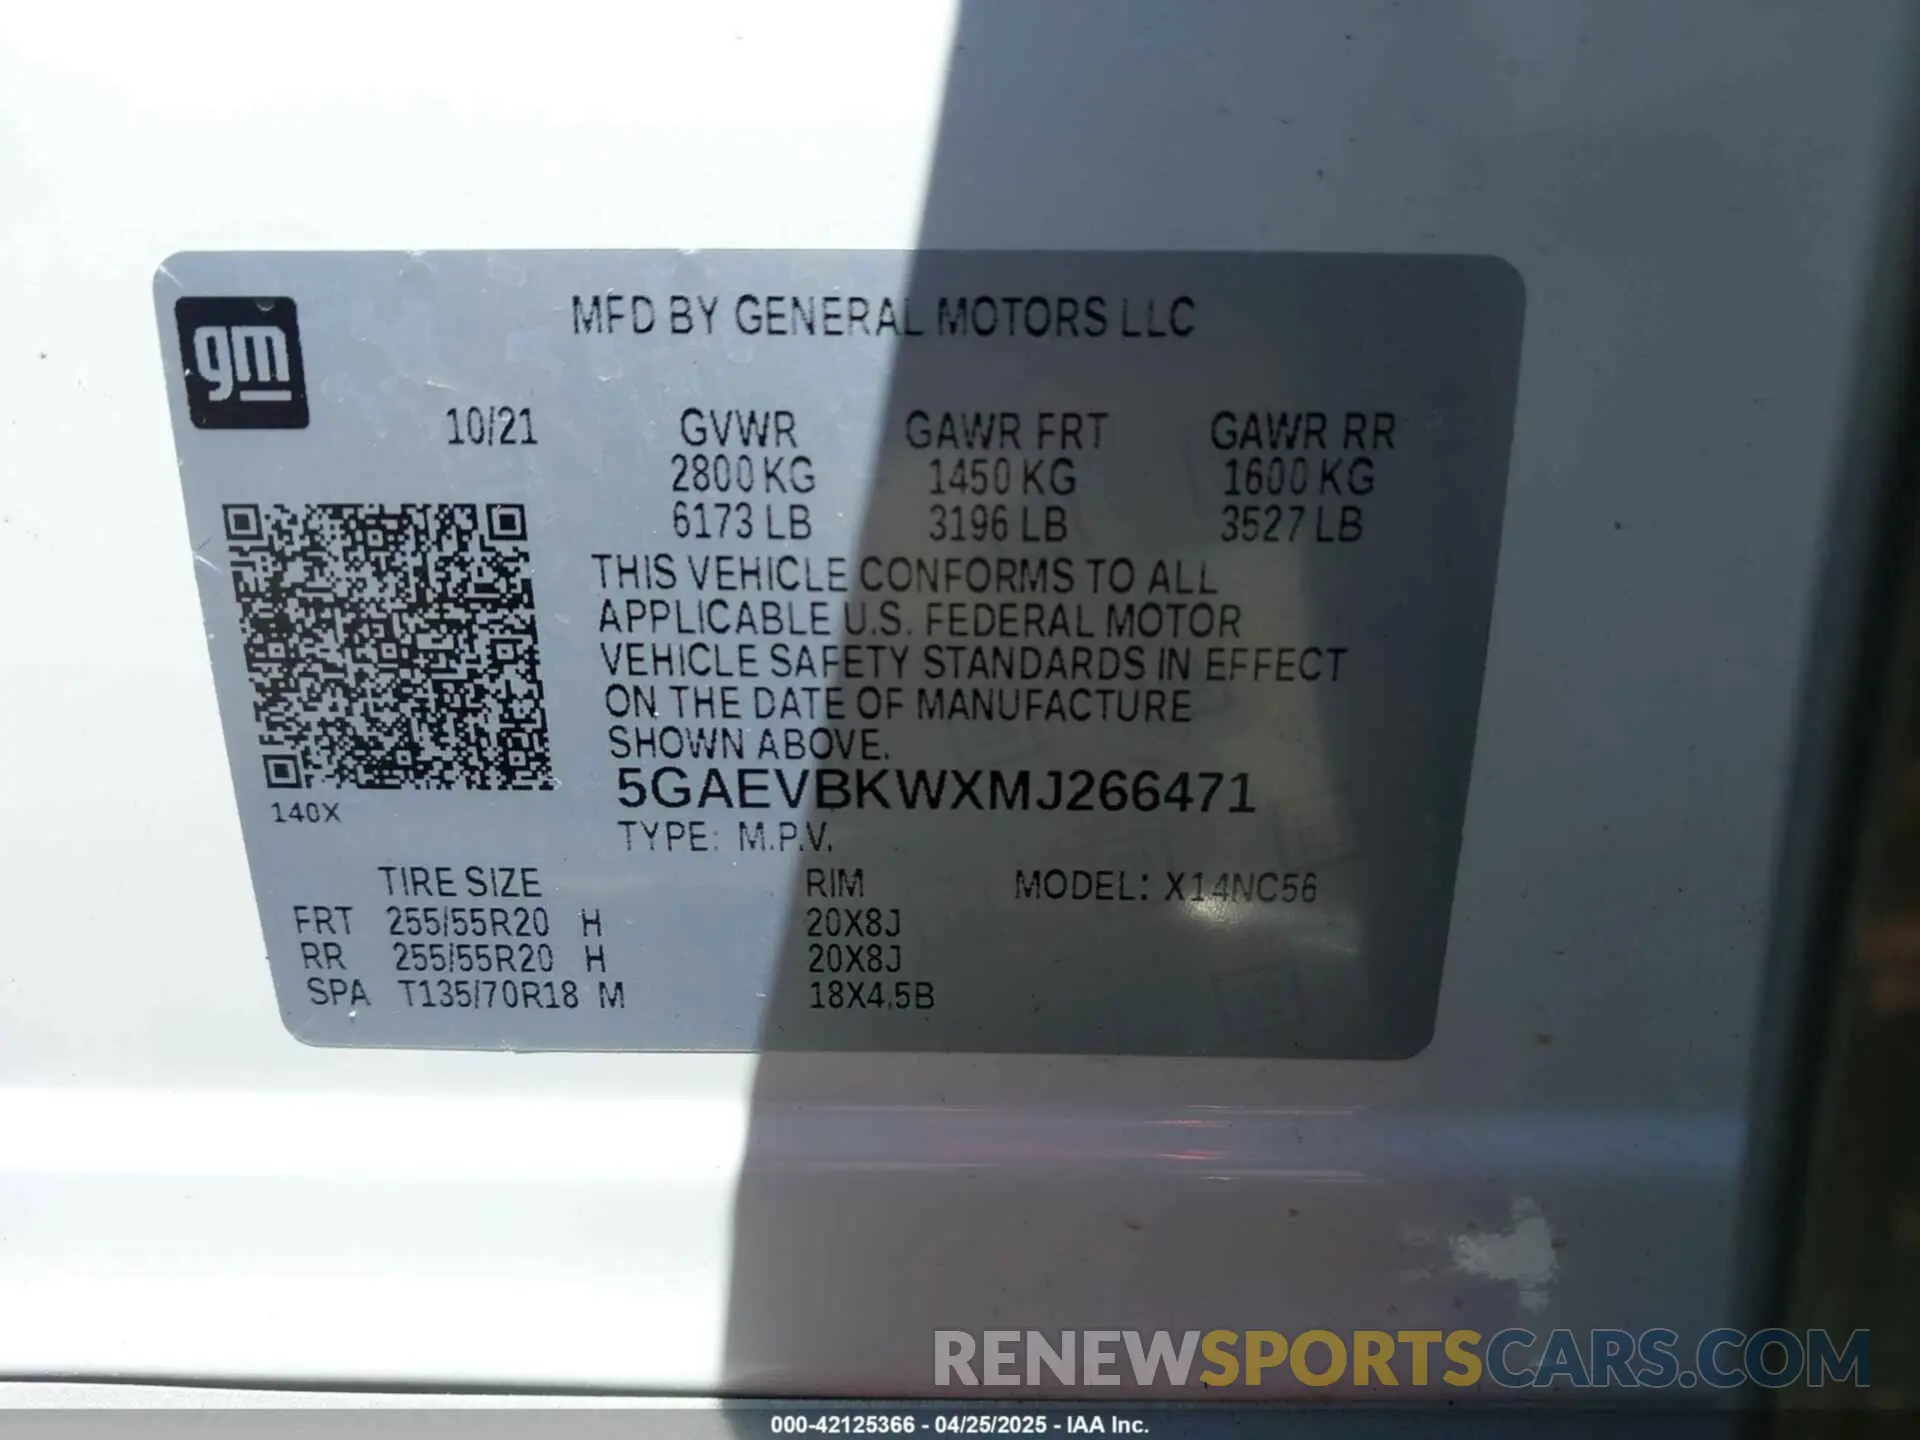 MFD BY GENERAL MOTORS LLC
gm
10/21
GVWR GAWR FRT GAWR RR
2800 KG 1450 KG 1600 KG
6173 LB 3196 LB 3527 LB
THIS VEHICLE CONFORMS TO ALL
APPLICABLE U.S. FEDERAL MOTOR
VEHICLE SAFETY STANDARDS IN EFFECT
ON THE DATE OF MANUFACTURE
SHOWN ABOVE.
5GAEVBKWXMJ266471
140X
TYPE: M.P.V.
TIRE SIZE RIM MODEL: X14NC56
FRT 255/55R20 H 20X8J
RR 255/55R20 H 20X8J
SPA T135/70R18 M 18X4.5B
RENEWSPORTSCARS.COM
000-42125366 - 04/25/2025 - IAA Inc.